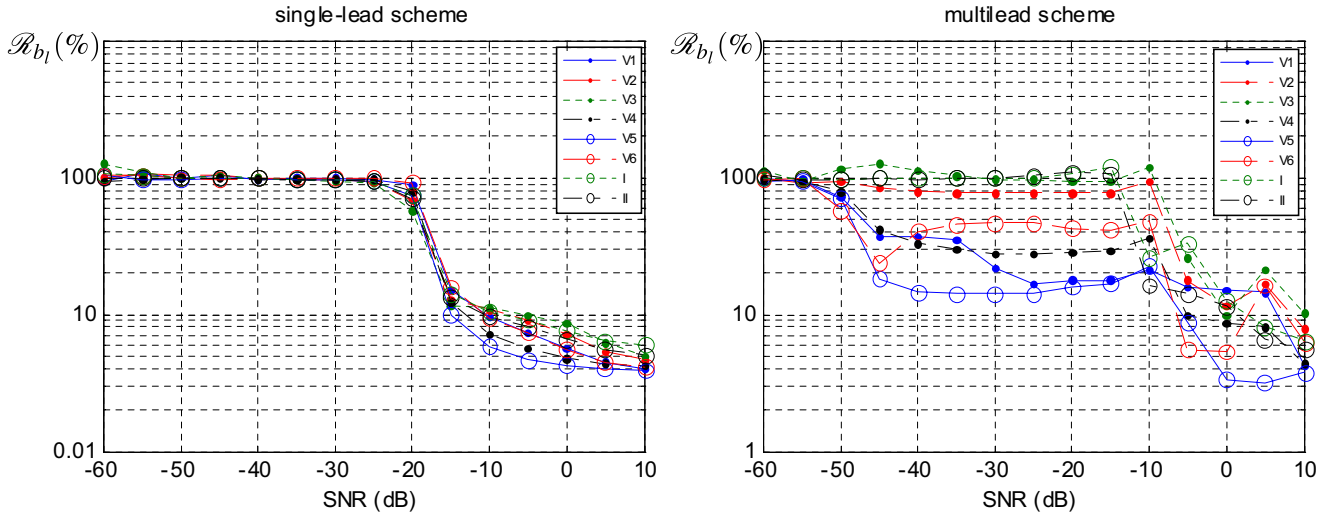 single-lead scheme
ℛ_{b_l}(%)
1000
10
0.01
-60 -50 -40 -30 -20 -10 0 10
SNR (dB)
V1
V2
V3
V4
V5
V6
I
II
multilead scheme
ℛ_{b_l}(%)
1000
10
1
-60 -50 -40 -30 -20 -10 0 10
SNR (dB)
V1
V2
V3
V4
V5
V6
I
II